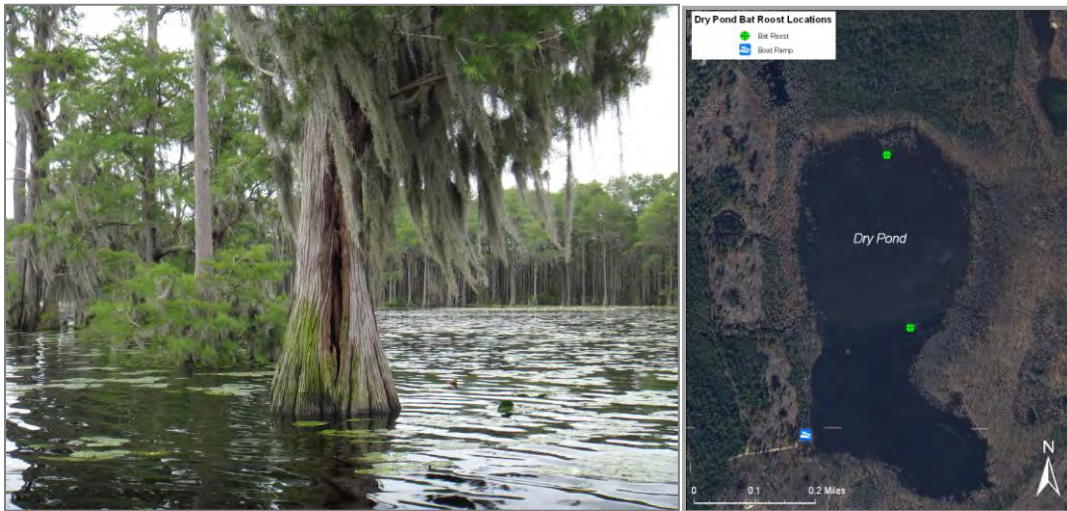 Dry Pond Bat Roost Locations
Bat Roost
Boat Ramp
Dry Pond
N
0 0.1 0.2 Miles